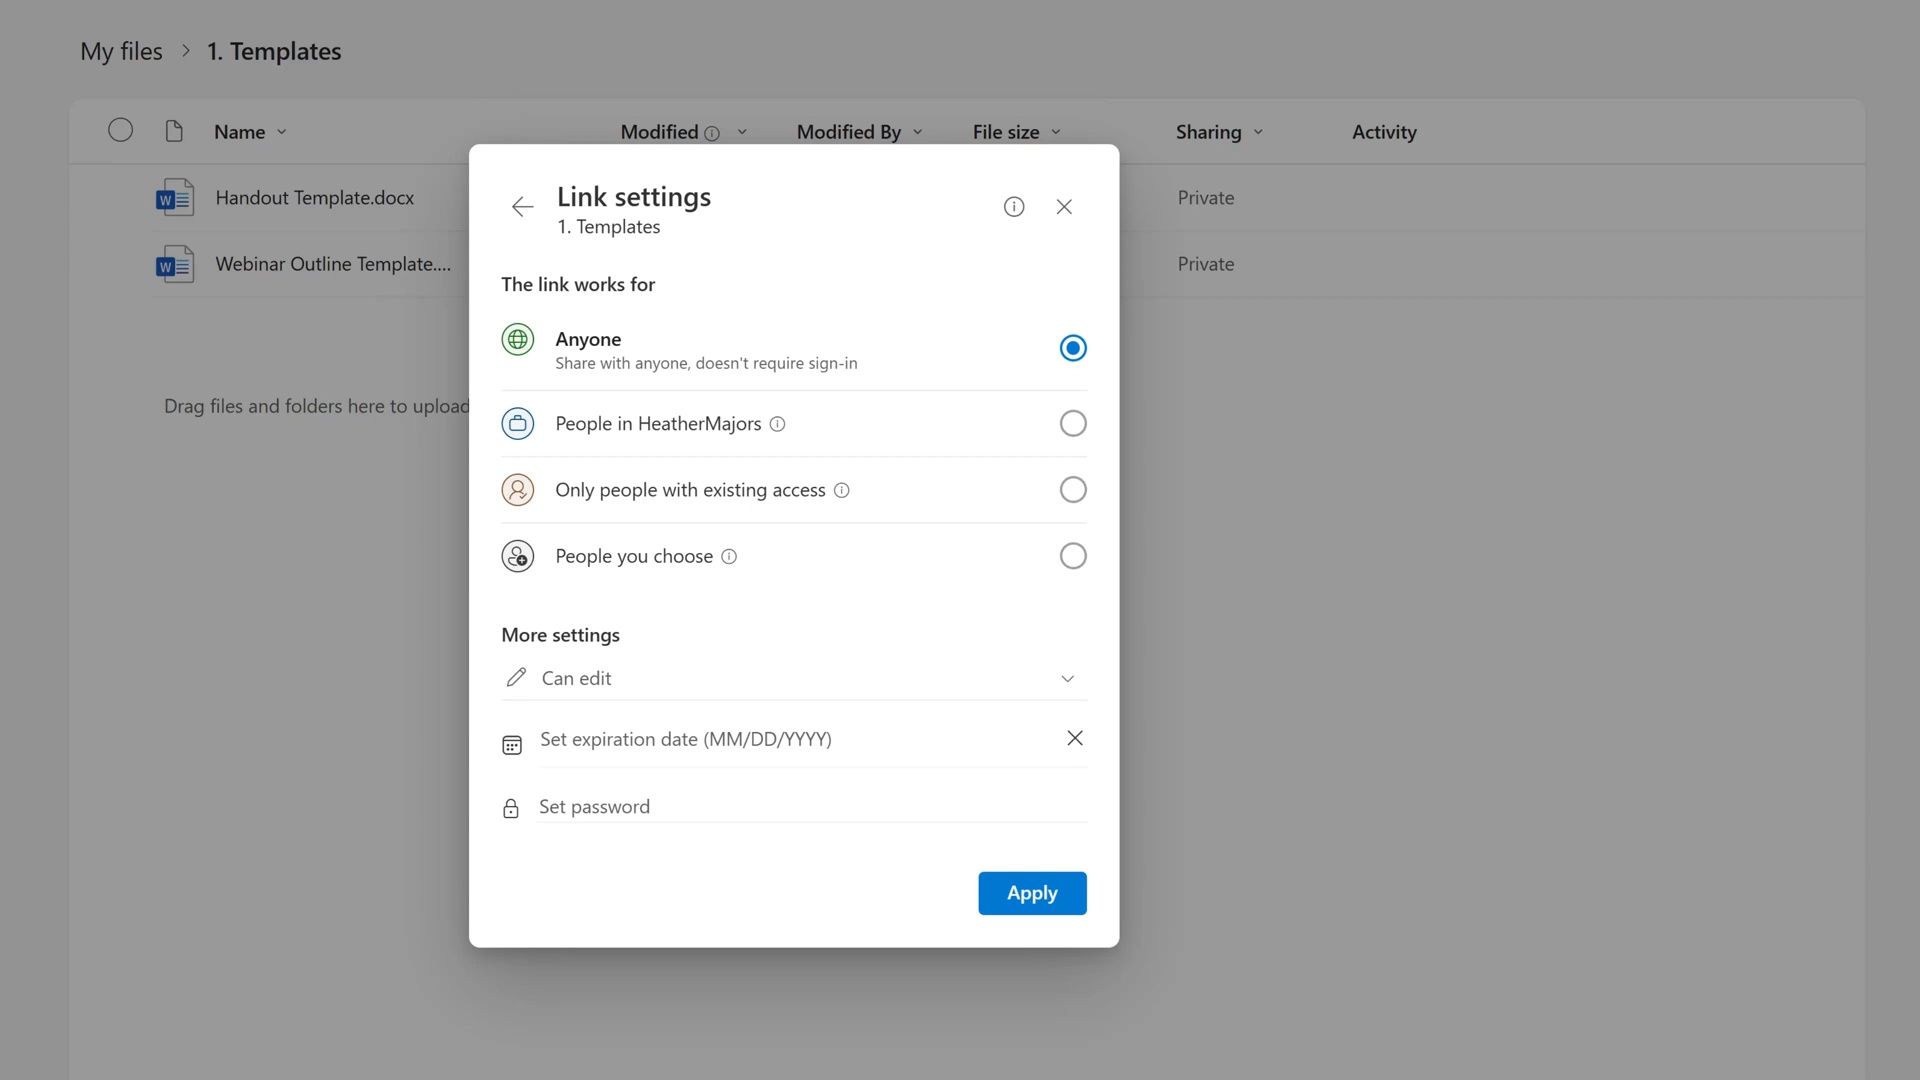 My files > 1. Templates
Name Modified Modified By File size Sharing Activity
Handout Template.docx Private
Webinar Outline Template.... Private
Drag files and folders here to upload
Link settings
1. Templates
The link works for
Anyone
Share with anyone, doesn't require sign-in
People in HeatherMajors
Only people with existing access
People you choose
More settings
Can edit
Set expiration date (MM/DD/YYYY)
Set password
Apply